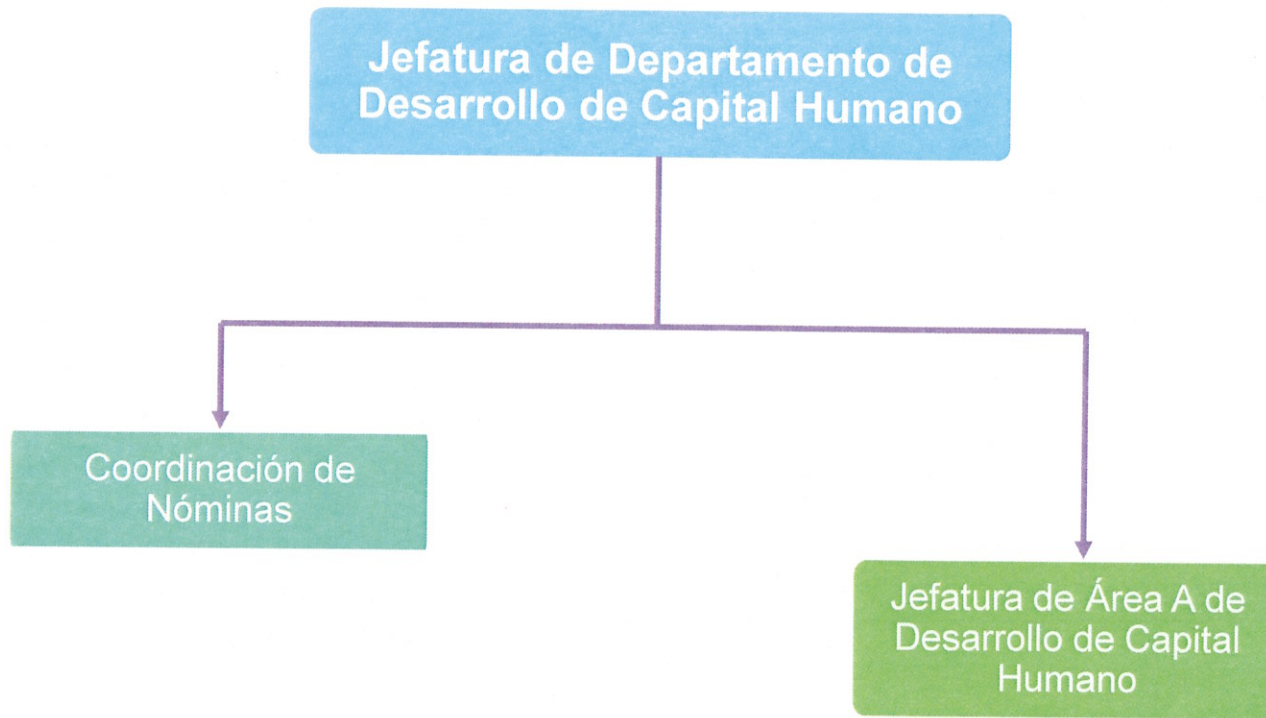 Jefatura de Departamento de
Desarrollo de Capital Humano
Coordinación de
Nóminas
Jefatura de Área A de
Desarrollo de Capital
Humano